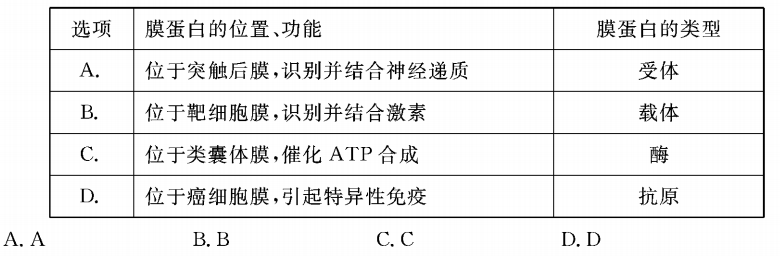 选项 膜蛋白的位置、功能 膜蛋白的类型
A. 位于突触后膜,识别并结合神经递质 受体
B. 位于靶细胞膜,识别并结合激素 载体
C. 位于类囊体膜,催化 ATP 合成 酶
D. 位于癌细胞膜,引起特异性免疫 抗原
A. A B. B C. C D. D